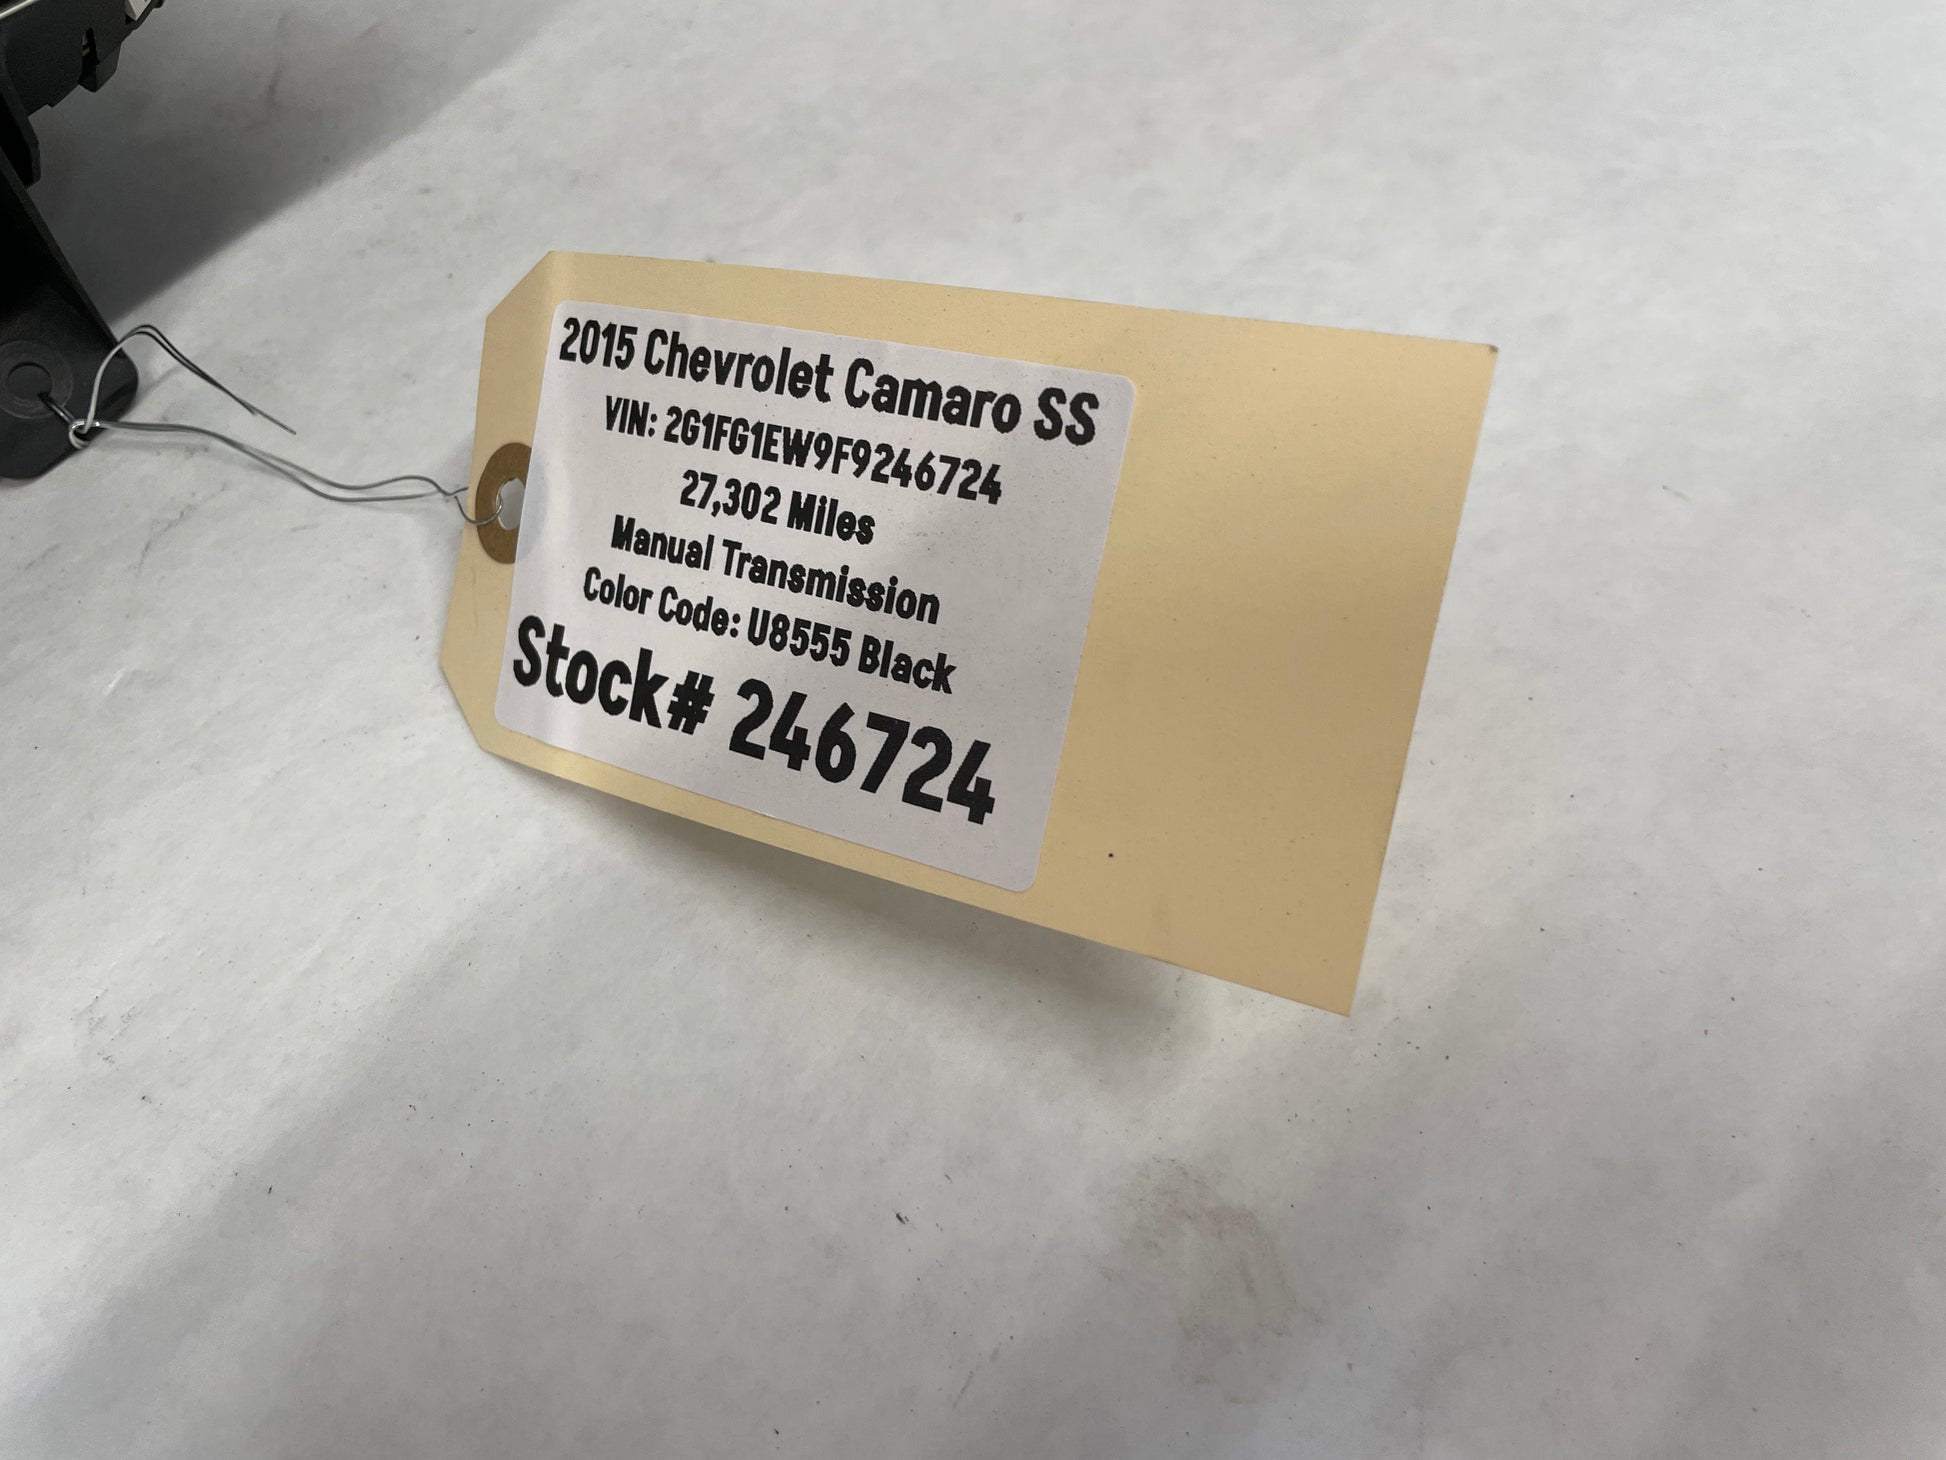 2015 Chevrolet Camaro SS
VIN: 2G1FG1EW9F9246724
27,302 Miles
Manual Transmission
Color Code: U8555 Black
Stock# 246724